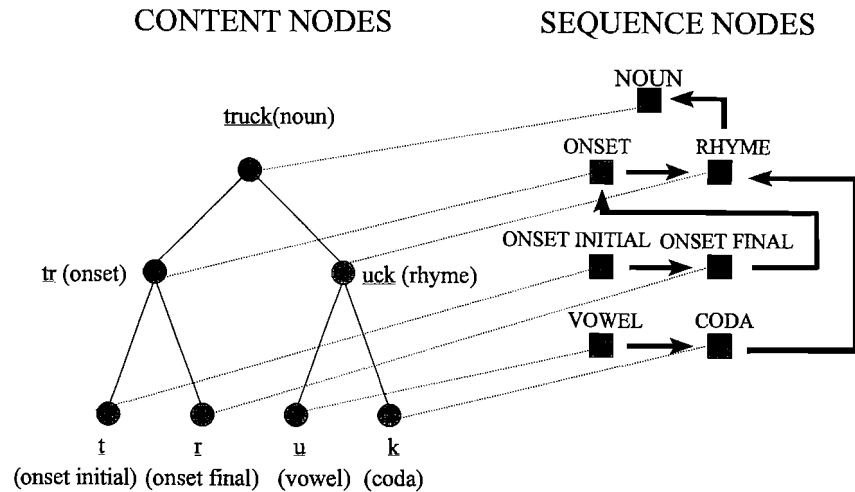 CONTENT NODES
SEQUENCE NODES
NOUN
truck(noun)
ONSET
RHYME
ONSET INITIAL
ONSET FINAL
tr (onset)
uck (rhyme)
VOWEL
CODA
t
r
u
k
(onset initial)
(onset final)
(vowel)
(coda)